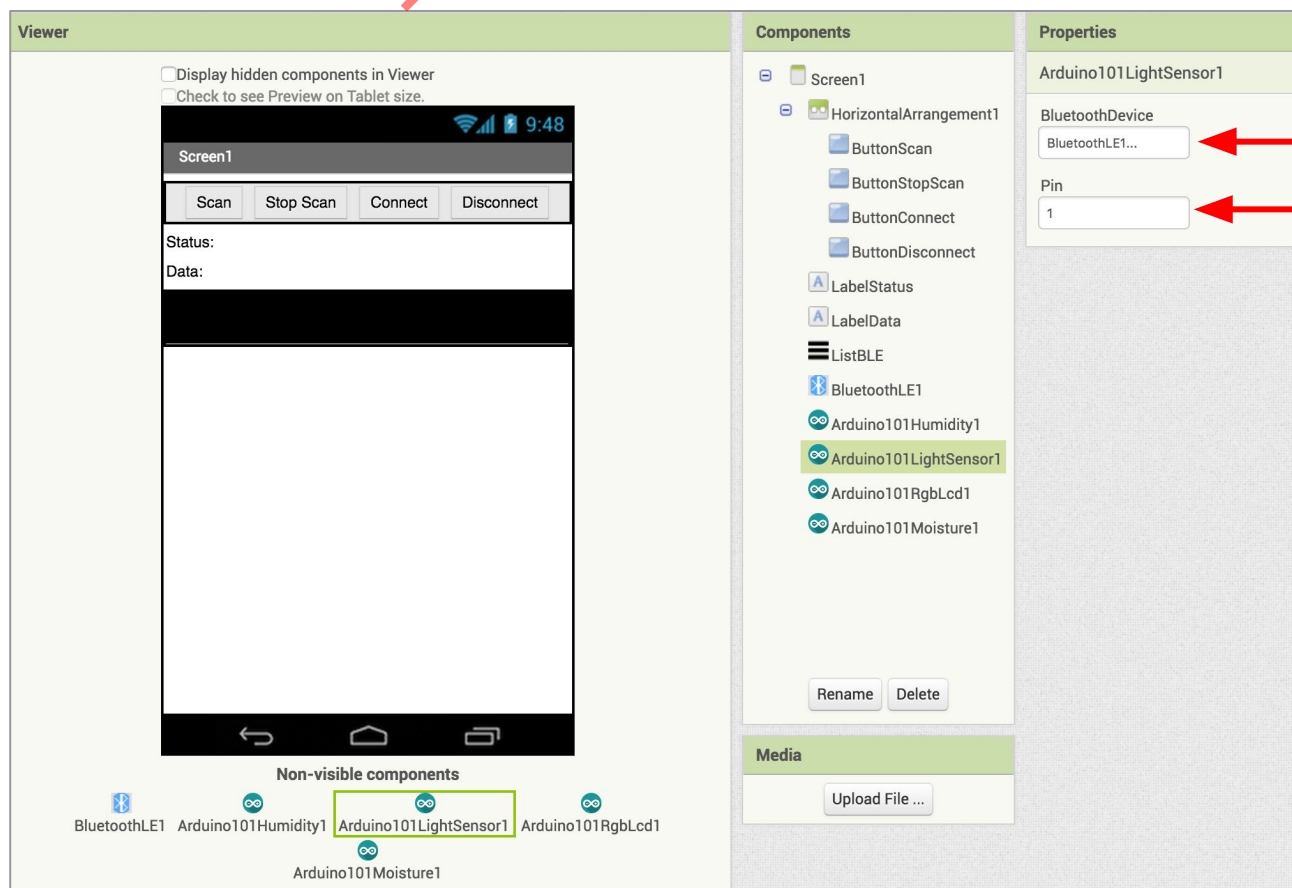 Viewer
Display hidden components in Viewer
Check to see Preview on Tablet size.
9:48
Screen1
Scan Stop Scan Connect Disconnect
Status:
Data:
Non-visible components
BluetoothLE1 Arduino101Humidity1 Arduino101LightSensor1 Arduino101RgbLcd1
Arduino101Moisture1
Components
Screen1
HorizontalArrangement1
ButtonScan
ButtonStopScan
ButtonConnect
ButtonDisconnect
A LabelStatus
A LabelData
ListBLE
BluetoothLE1
Arduino101Humidity1
Arduino101LightSensor1
Arduino101RgbLcd1
Arduino101Moisture1
Rename Delete
Media
Upload File ...
Properties
Arduino101LightSensor1
BluetoothDevice
BluetoothLE1...
Pin
1